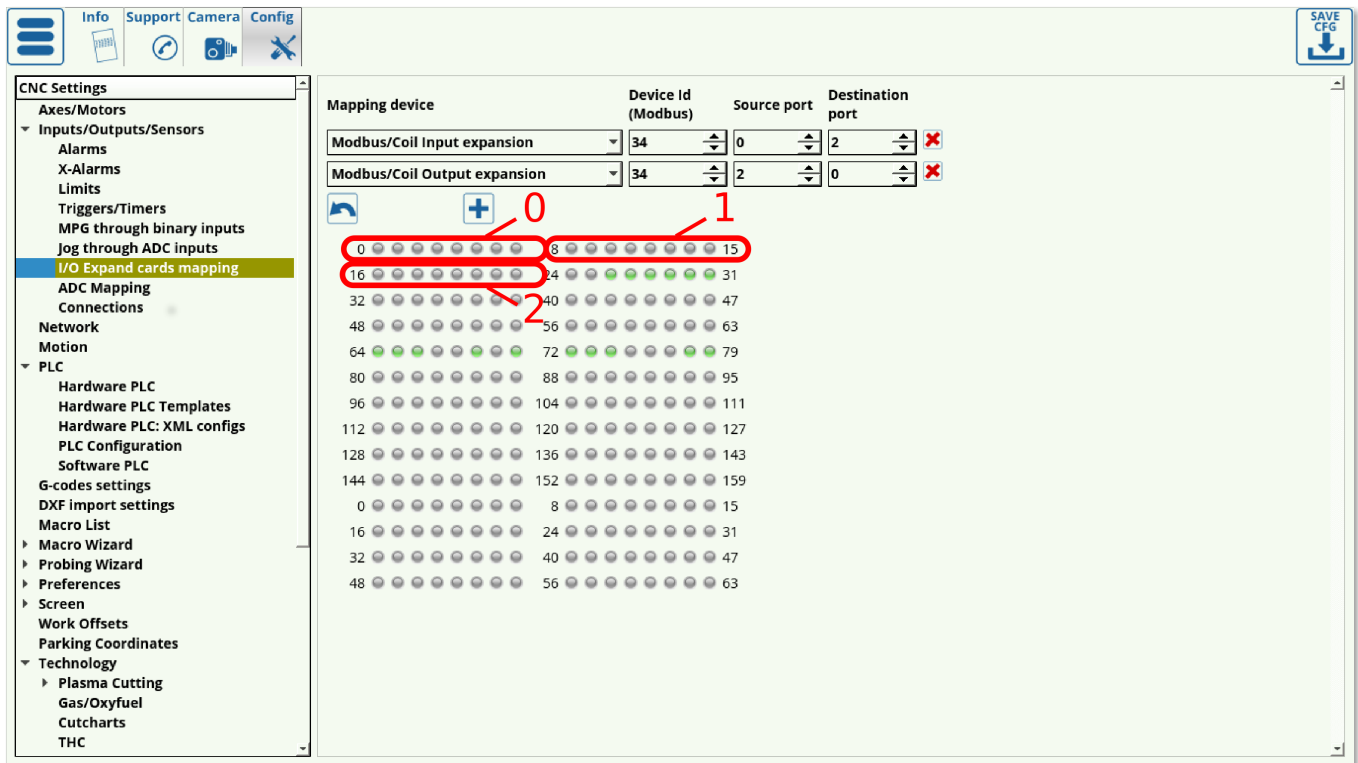 Info Support Camera Config
SAVE CFG
CNC Settings
Axes/Motors
Inputs/Outputs/Sensors
Alarms
X-Alarms
Limits
Triggers/Timers
MPG through binary inputs
Jog through ADC inputs
I/O Expand cards mapping
ADC Mapping
Connections
Network
Motion
PLC
Hardware PLC
Hardware PLC Templates
Hardware PLC: XML configs
PLC Configuration
Software PLC
G-codes settings
DXF import settings
Macro List
Macro Wizard
Probing Wizard
Preferences
Screen
Work Offsets
Parking Coordinates
Technology
Plasma Cutting
Gas/Oxyfuel
Cutcharts
THC
Mapping device
Device Id (Modbus)
Source port
Destination port
Modbus/Coil Input expansion 34 0 2
Modbus/Coil Output expansion 34 2 0
0 1
0 8 15
16 24 31
2
32 40 47
48 56 63
64 72 79
80 88 95
96 104 111
112 120 127
128 136 143
144 152 159
0 8 15
16 24 31
32 40 47
48 56 63